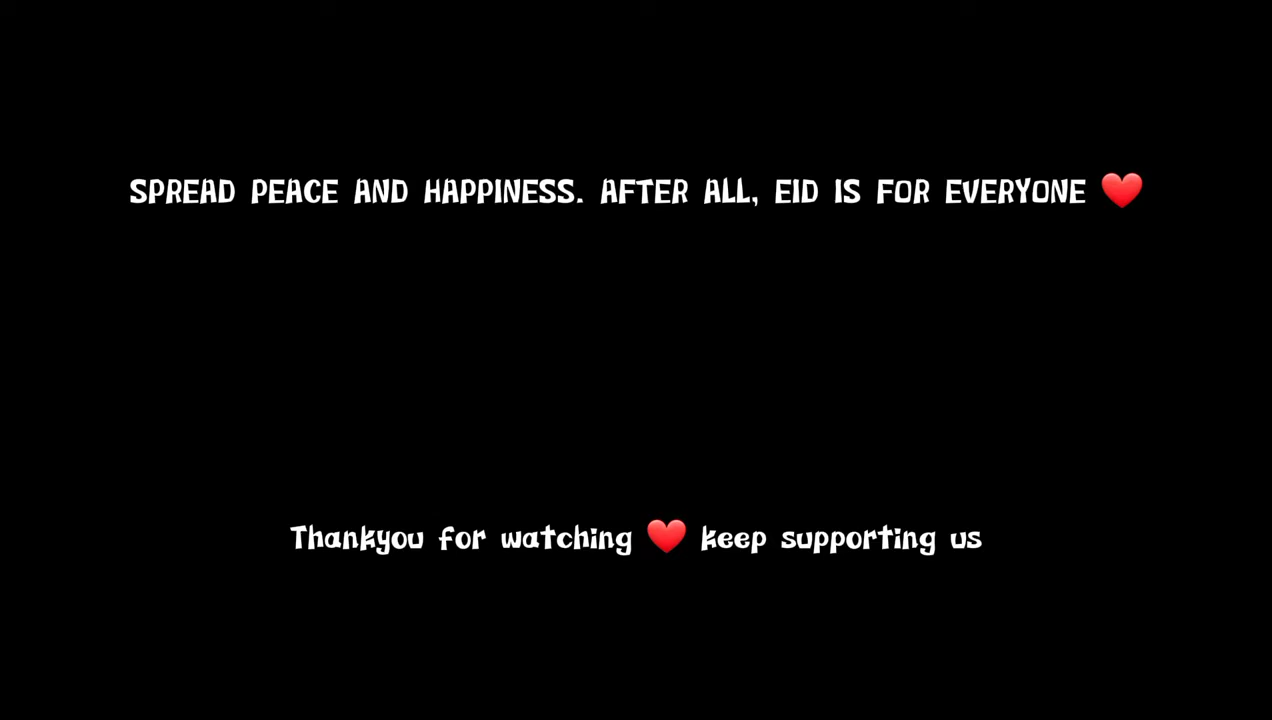 SPREAD PEACE AND HAPPINESS. AFTER ALL, EID IS FOR EVERYONE ❤️
Thankyou for watching ❤️ keep supporting us